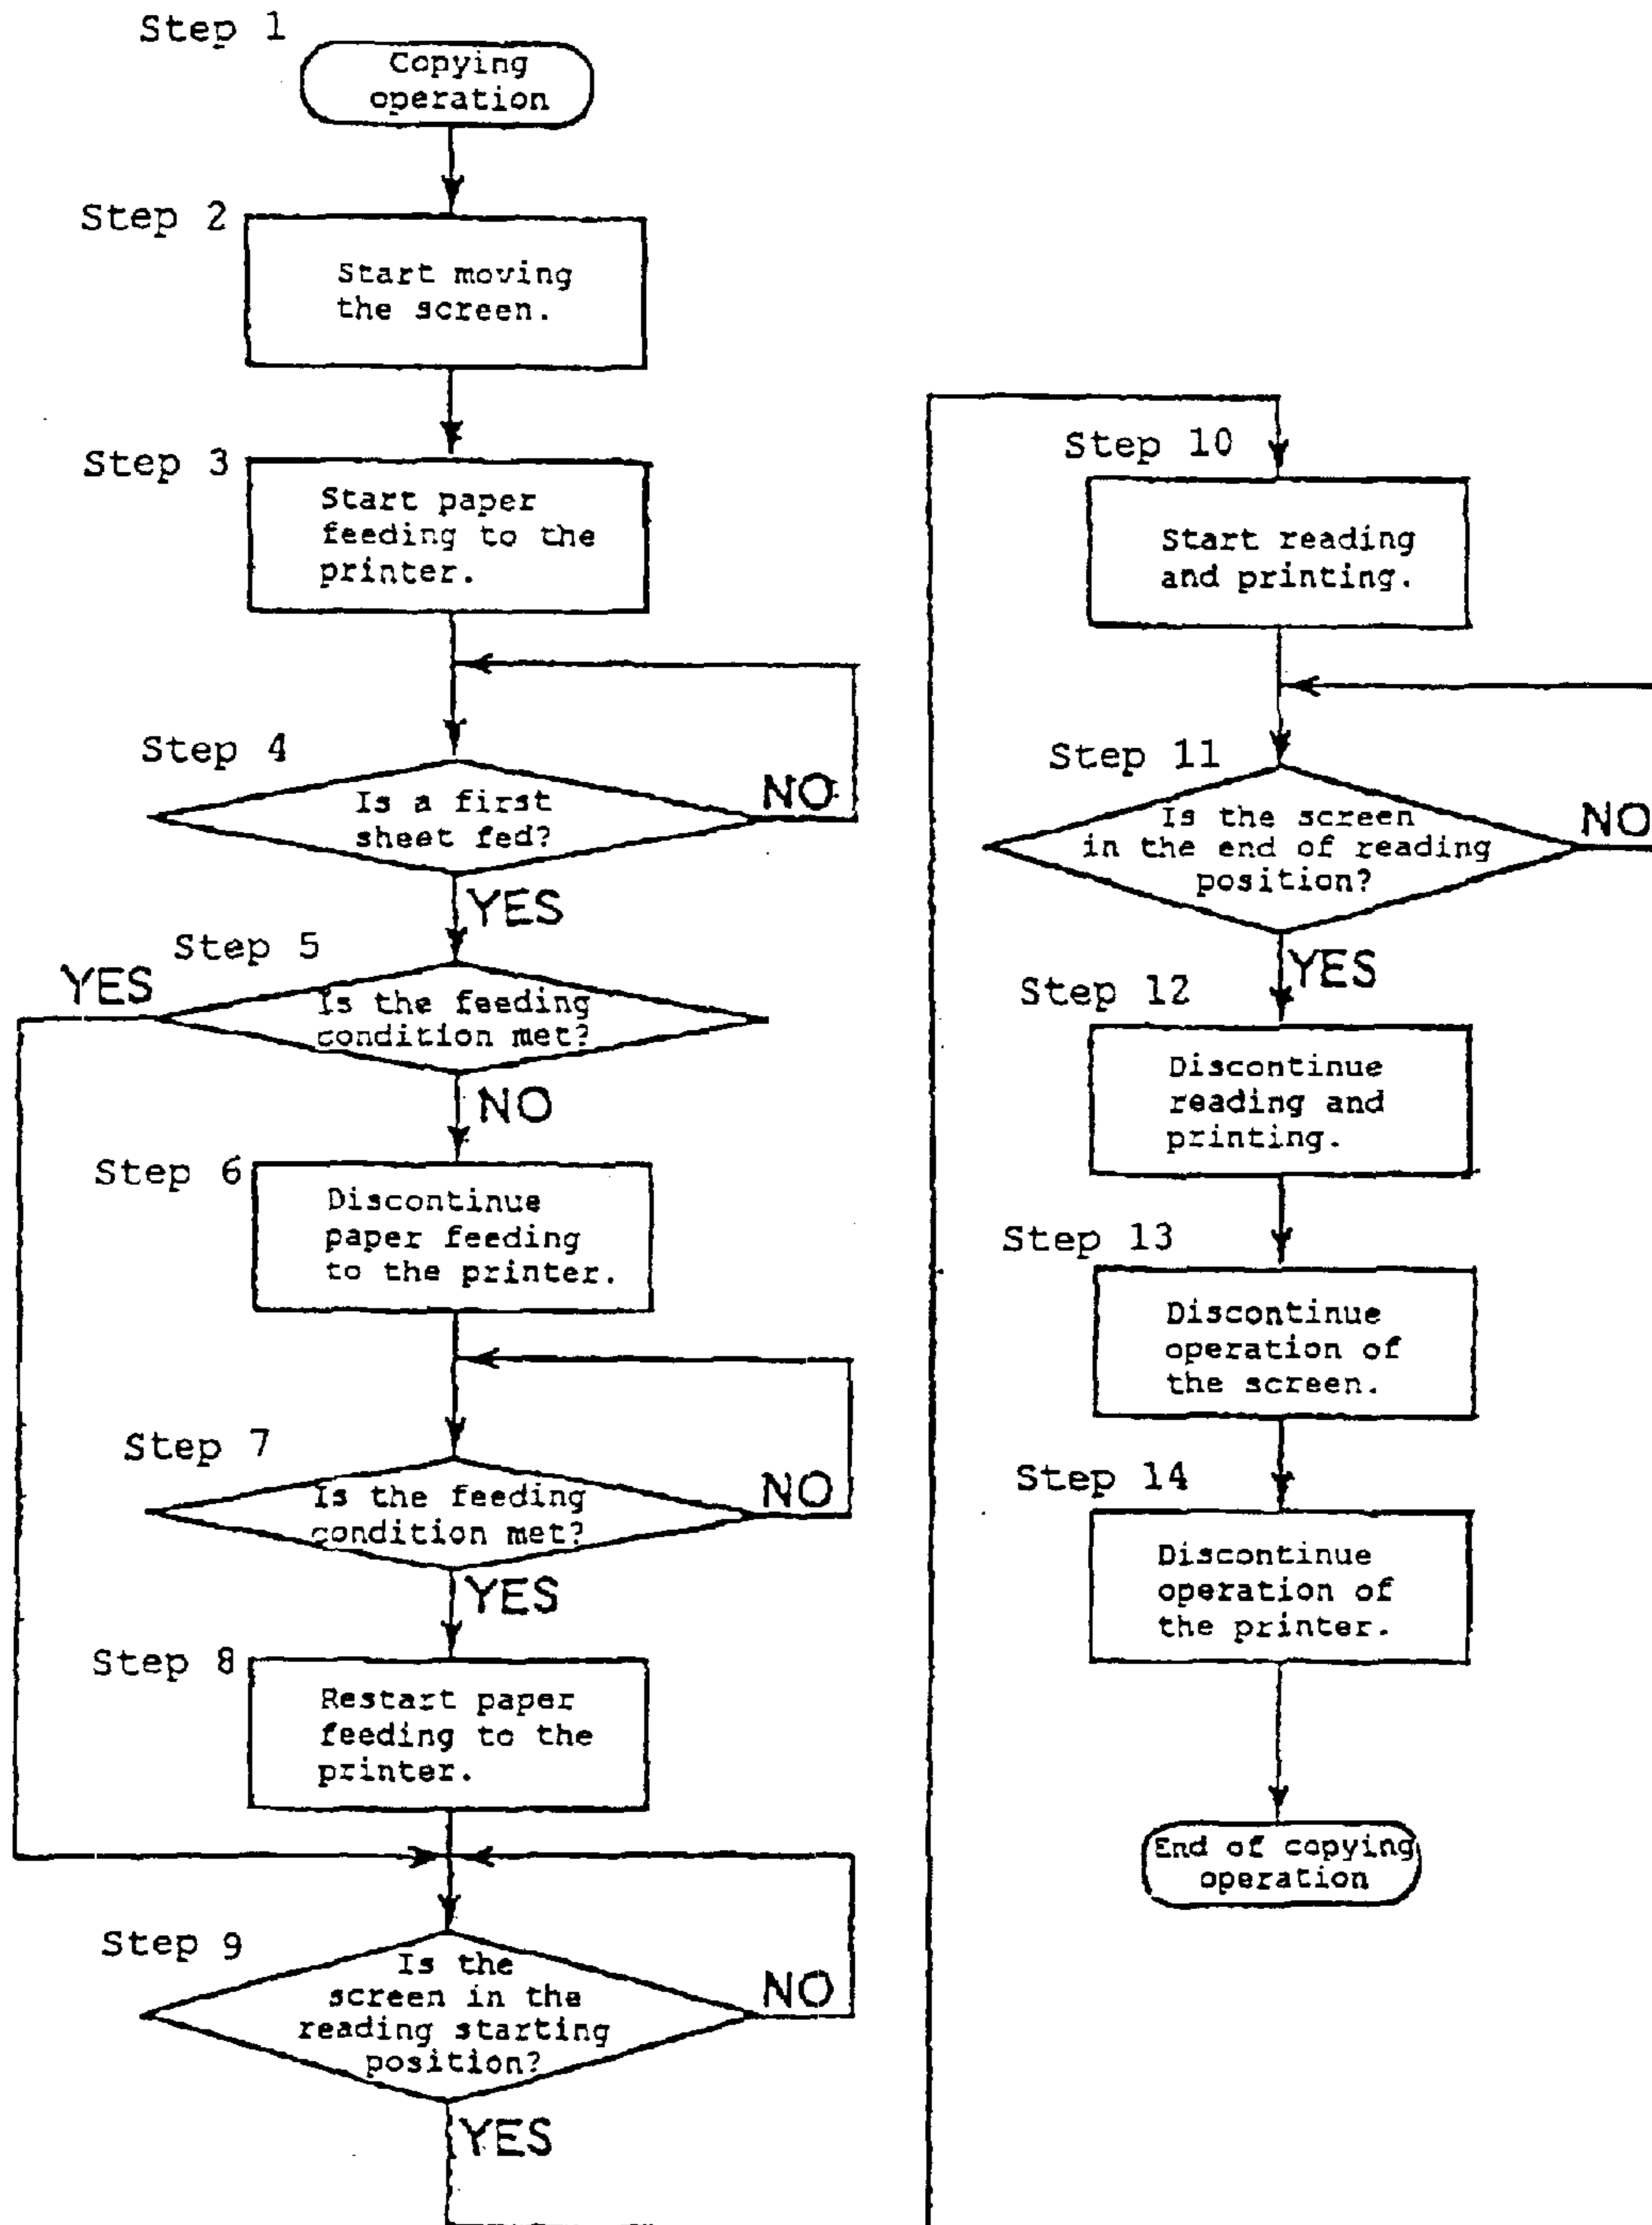 Step 1
Copying
operation
Step 2
Start moving
the screen.
Step 3
Start paper
feeding to the
printer.
Step 4
Is a first
sheet fed?
NO
YES
Step 5
YES
Is the feeding
condition met?
NO
Step 6
Discontinue
paper feeding
to the printer.
Step 7
Is the feeding
condition met?
NO
YES
Step 8
Restart paper
feeding to the
printer.
Step 9
Is the
screen in the
reading starting
position?
NO
YES
Step 10
Start reading
and printing.
Step 11
Is the screen
in the end of reading
position?
NO
YES
Step 12
Discontinue
reading and
printing.
Step 13
Discontinue
operation of
the screen.
Step 14
Discontinue
operation of
the printer.
End of copying
operation